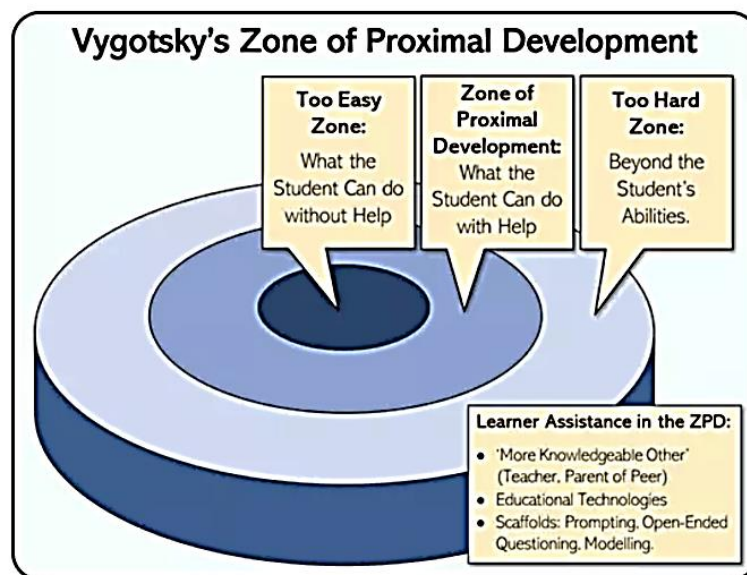 Vygotsky's Zone of Proximal Development
Too Easy
Zone:
What the
Student Can do
without Help
Zone of
Proximal
Development:
What the
Student Can do
with Help
Too Hard
Zone:
Beyond the
Student's
Abilities.
Learner Assistance in the ZPD:
• 'More Knowledgeable Other'
(Teacher, Parent of Peer)
• Educational Technologies
• Scaffolds: Prompting, Open-Ended
Questioning, Modelling.